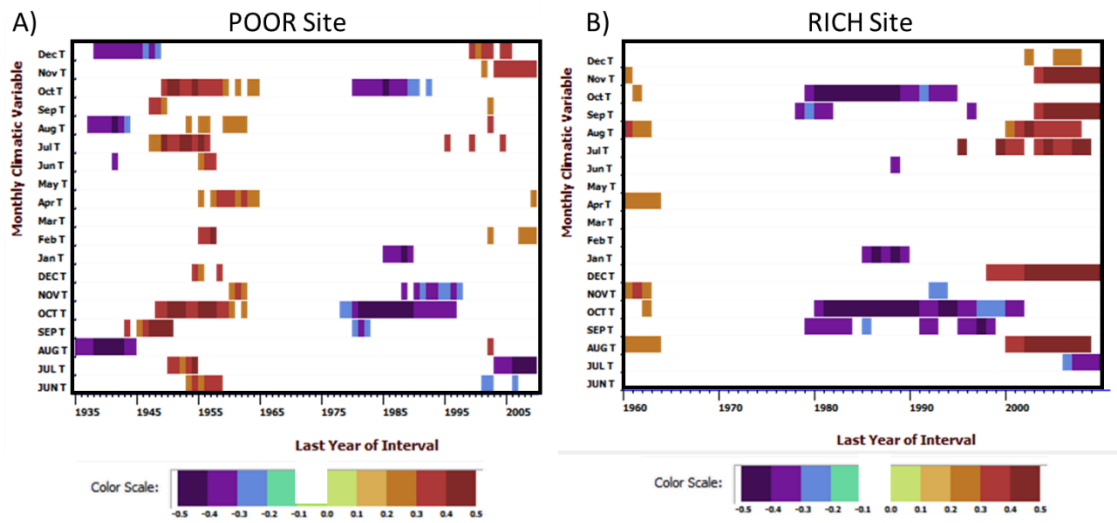 A)
POOR Site
Monthly Climatic Variable
Dec T
Nov T
Oct T
Sep T
Aug T
Jul T
Jun T
May T
Apr T
Mar T
Feb T
Jan T
DEC T
NOV T
OCT T
SEP T
AUG T
JUL T
JUN T
1935 1945 1955 1965 1975 1985 1995 2005
Last Year of Interval
Color Scale:
-0.5 -0.4 -0.3 -0.2 -0.1 0.0 0.1 0.2 0.3 0.4 0.5
B)
RICH Site
Monthly Climatic Variable
Dec T
Nov T
Oct T
Sep T
Aug T
Jul T
Jun T
May T
Apr T
Mar T
Feb T
Jan T
DEC T
NOV T
OCT T
SEP T
AUG T
JUL T
JUN T
1960 1970 1980 1990 2000
Last Year of Interval
Color Scale:
-0.5 -0.4 -0.3 -0.2 -0.1 0.0 0.1 0.2 0.3 0.4 0.5